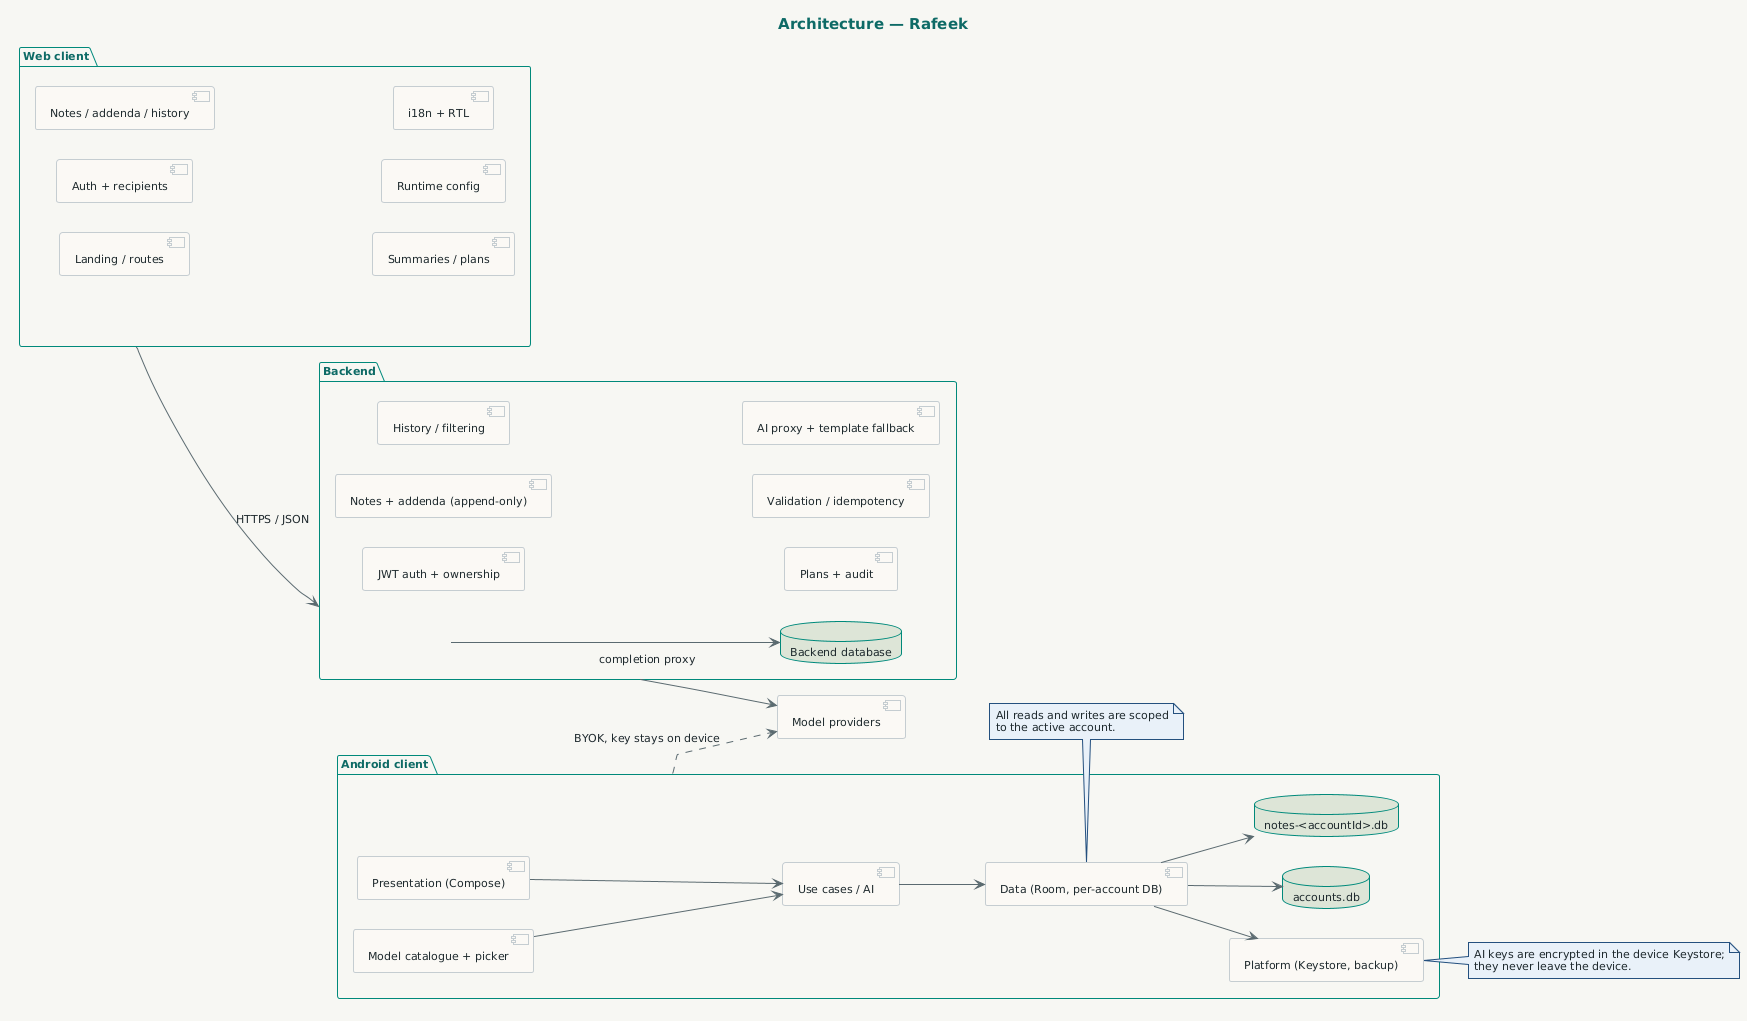 Architecture — Rafeek
Web client
Notes / addenda / history
i18n + RTL
Auth + recipients
Runtime config
Landing / routes
Summaries / plans
Backend
History / filtering
AI proxy + template fallback
Notes + addenda (append-only)
Validation / idempotency
HTTPS / JSON
JWT auth + ownership
Plans + audit
Backend database
completion proxy
Model providers
BYOK, key stays on device
All reads and writes are scoped
to the active account.
Android client
notes-<accountId>.db
Presentation (Compose)
Use cases / AI
Data (Room, per-account DB)
accounts.db
Model catalogue + picker
Platform (Keystore, backup)
AI keys are encrypted in the device Keystore;
they never leave the device.